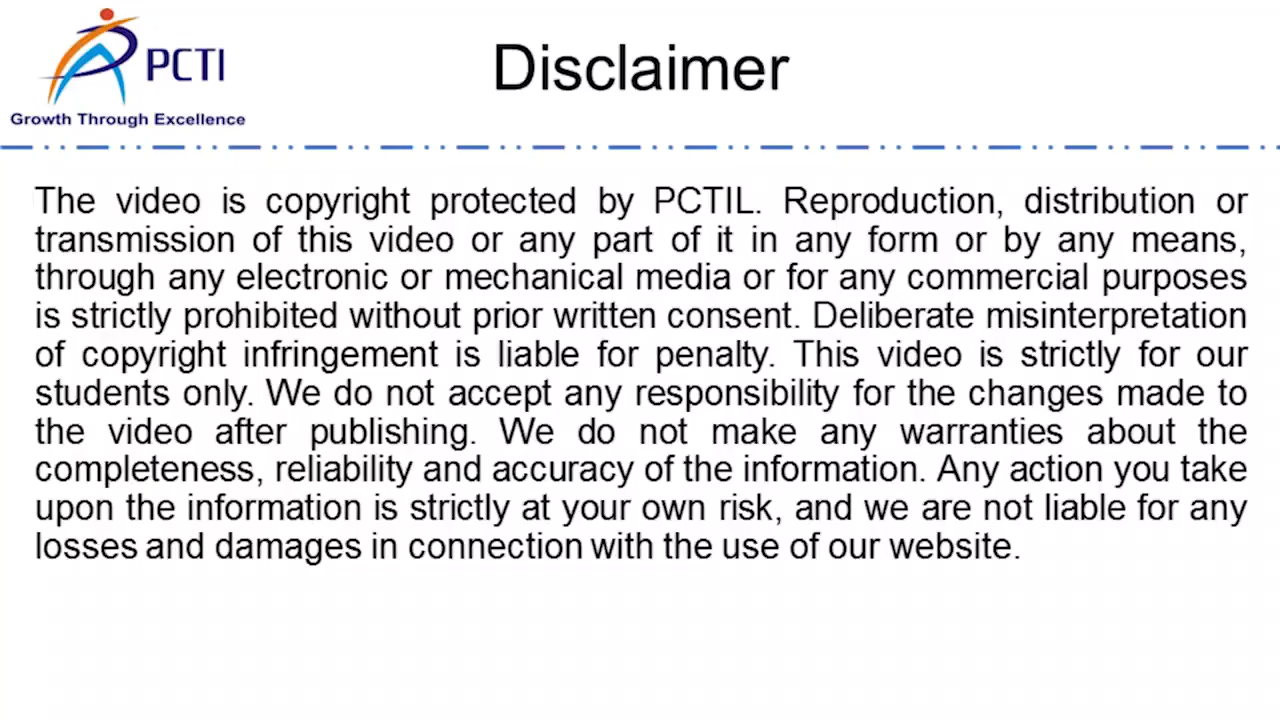 PCTI
Growth Through Excellence
Disclaimer
The video is copyright protected by PCTIL. Reproduction, distribution or
transmission of this video or any part of it in any form or by any means,
through any electronic or mechanical media or for any commercial purposes
is strictly prohibited without prior written consent. Deliberate misinterpretation
of copyright infringement is liable for penalty. This video is strictly for our
students only. We do not accept any responsibility for the changes made to
the video after publishing. We do not make any warranties about the
completeness, reliability and accuracy of the information. Any action you take
upon the information is strictly at your own risk, and we are not liable for any
losses and damages in connection with the use of our website.